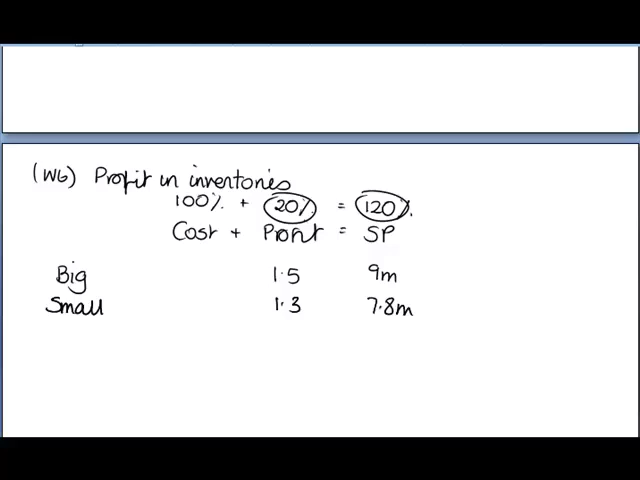 (W6) Profit in inventories
100% + 20% = 120%
Cost + Profit = SP
Big 1.5 9m
Small 1.3 7.8m